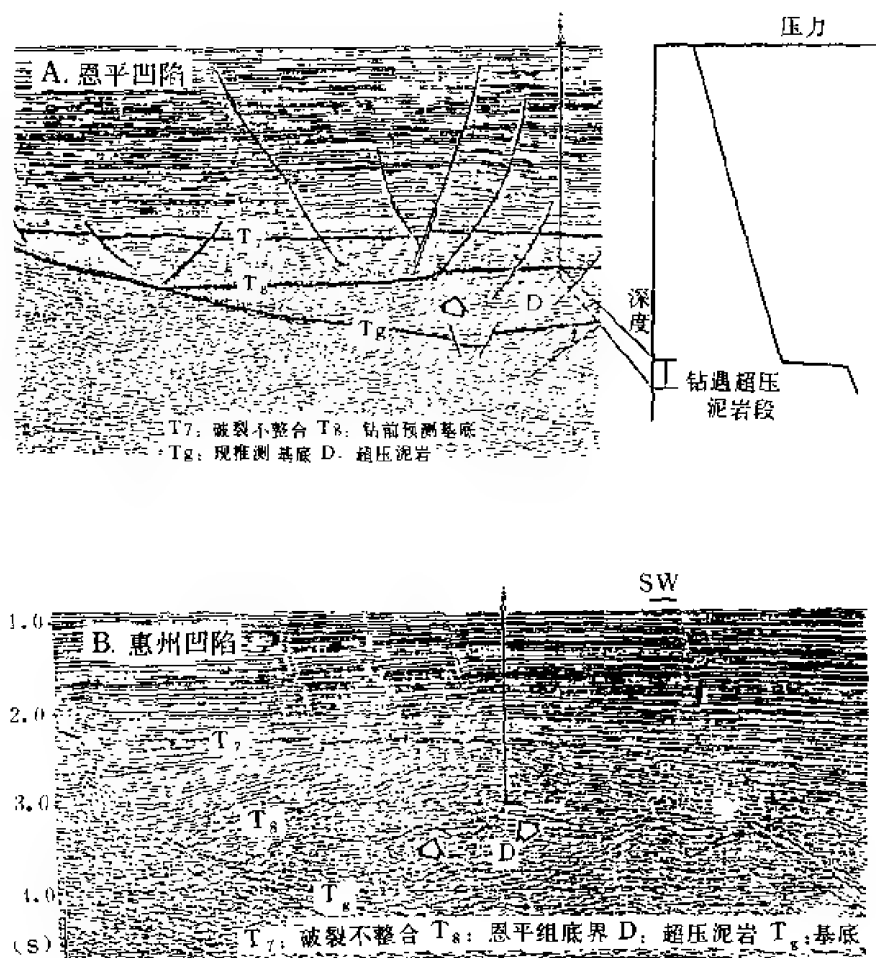 压力
A. 恩平凹陷
T₇
T₈
D
Tg
深度
钻遇超压
泥岩段
T7: 破裂不整合 T8: 钻前预测基底
Tg: 现推测基底 D. 超压泥岩
SW
1.0
B. 惠州凹陷
2.0
T₇
3.0
T₈
D
Tg
4.0
(S)
T₇: 破裂不整合 T₈: 恩平组底界 D: 超压泥岩 Tg: 基底